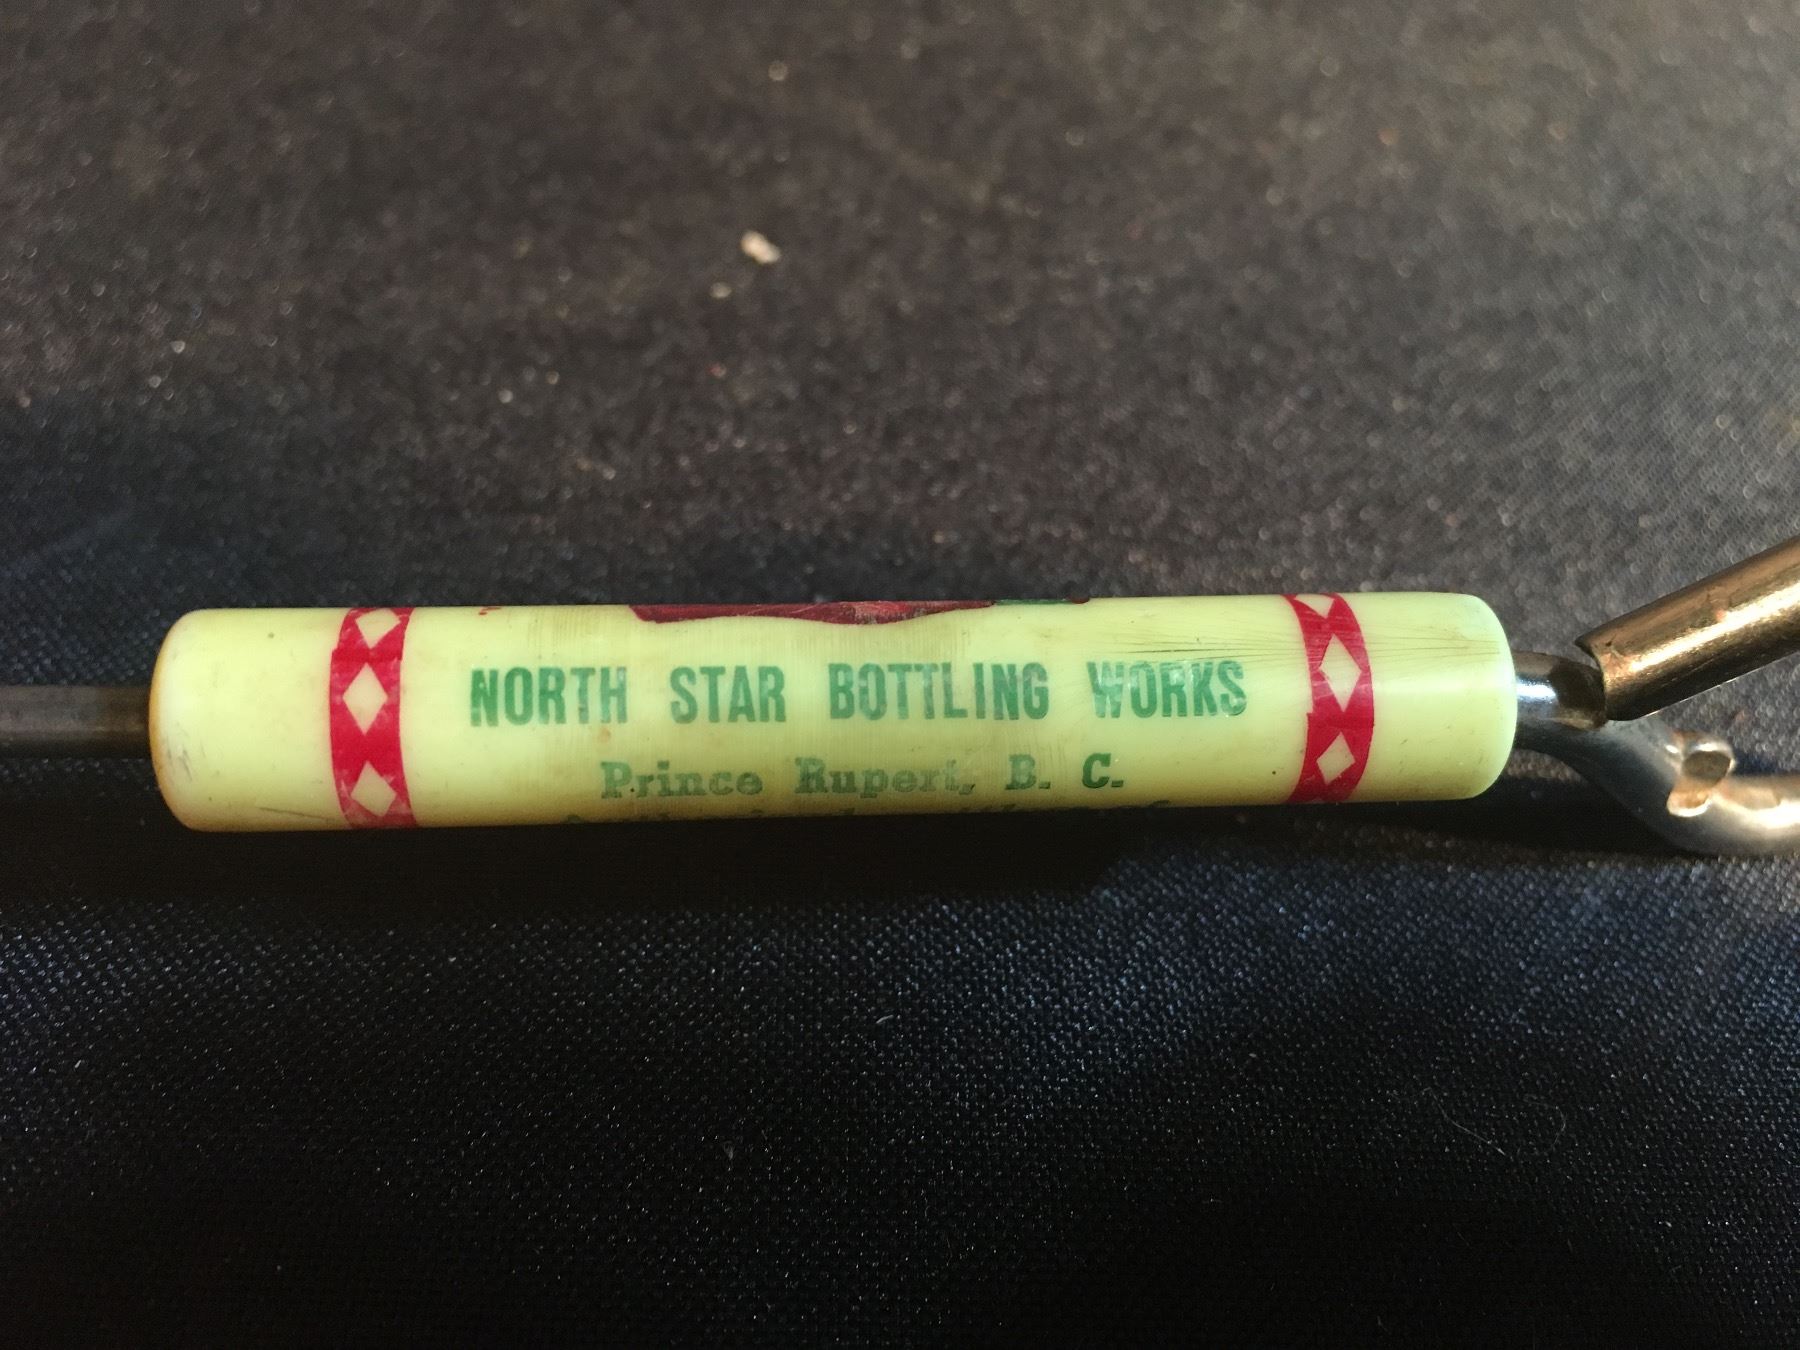 NORTH STAR BOTTLING WORKS
Prince Rupert, B. C.